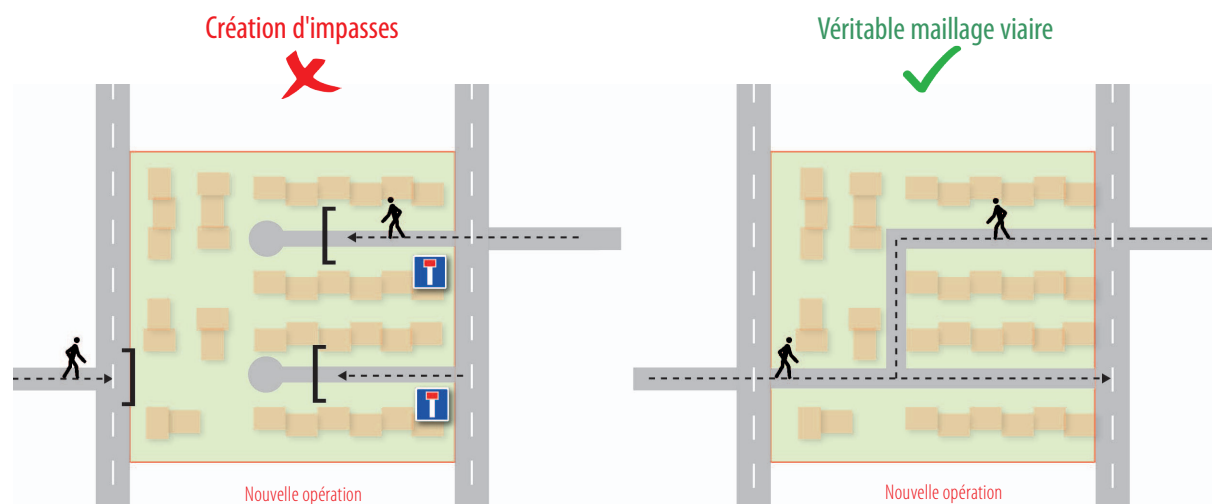 Création d'impasses
Véritable maillage viaire
Nouvelle opération
Nouvelle opération